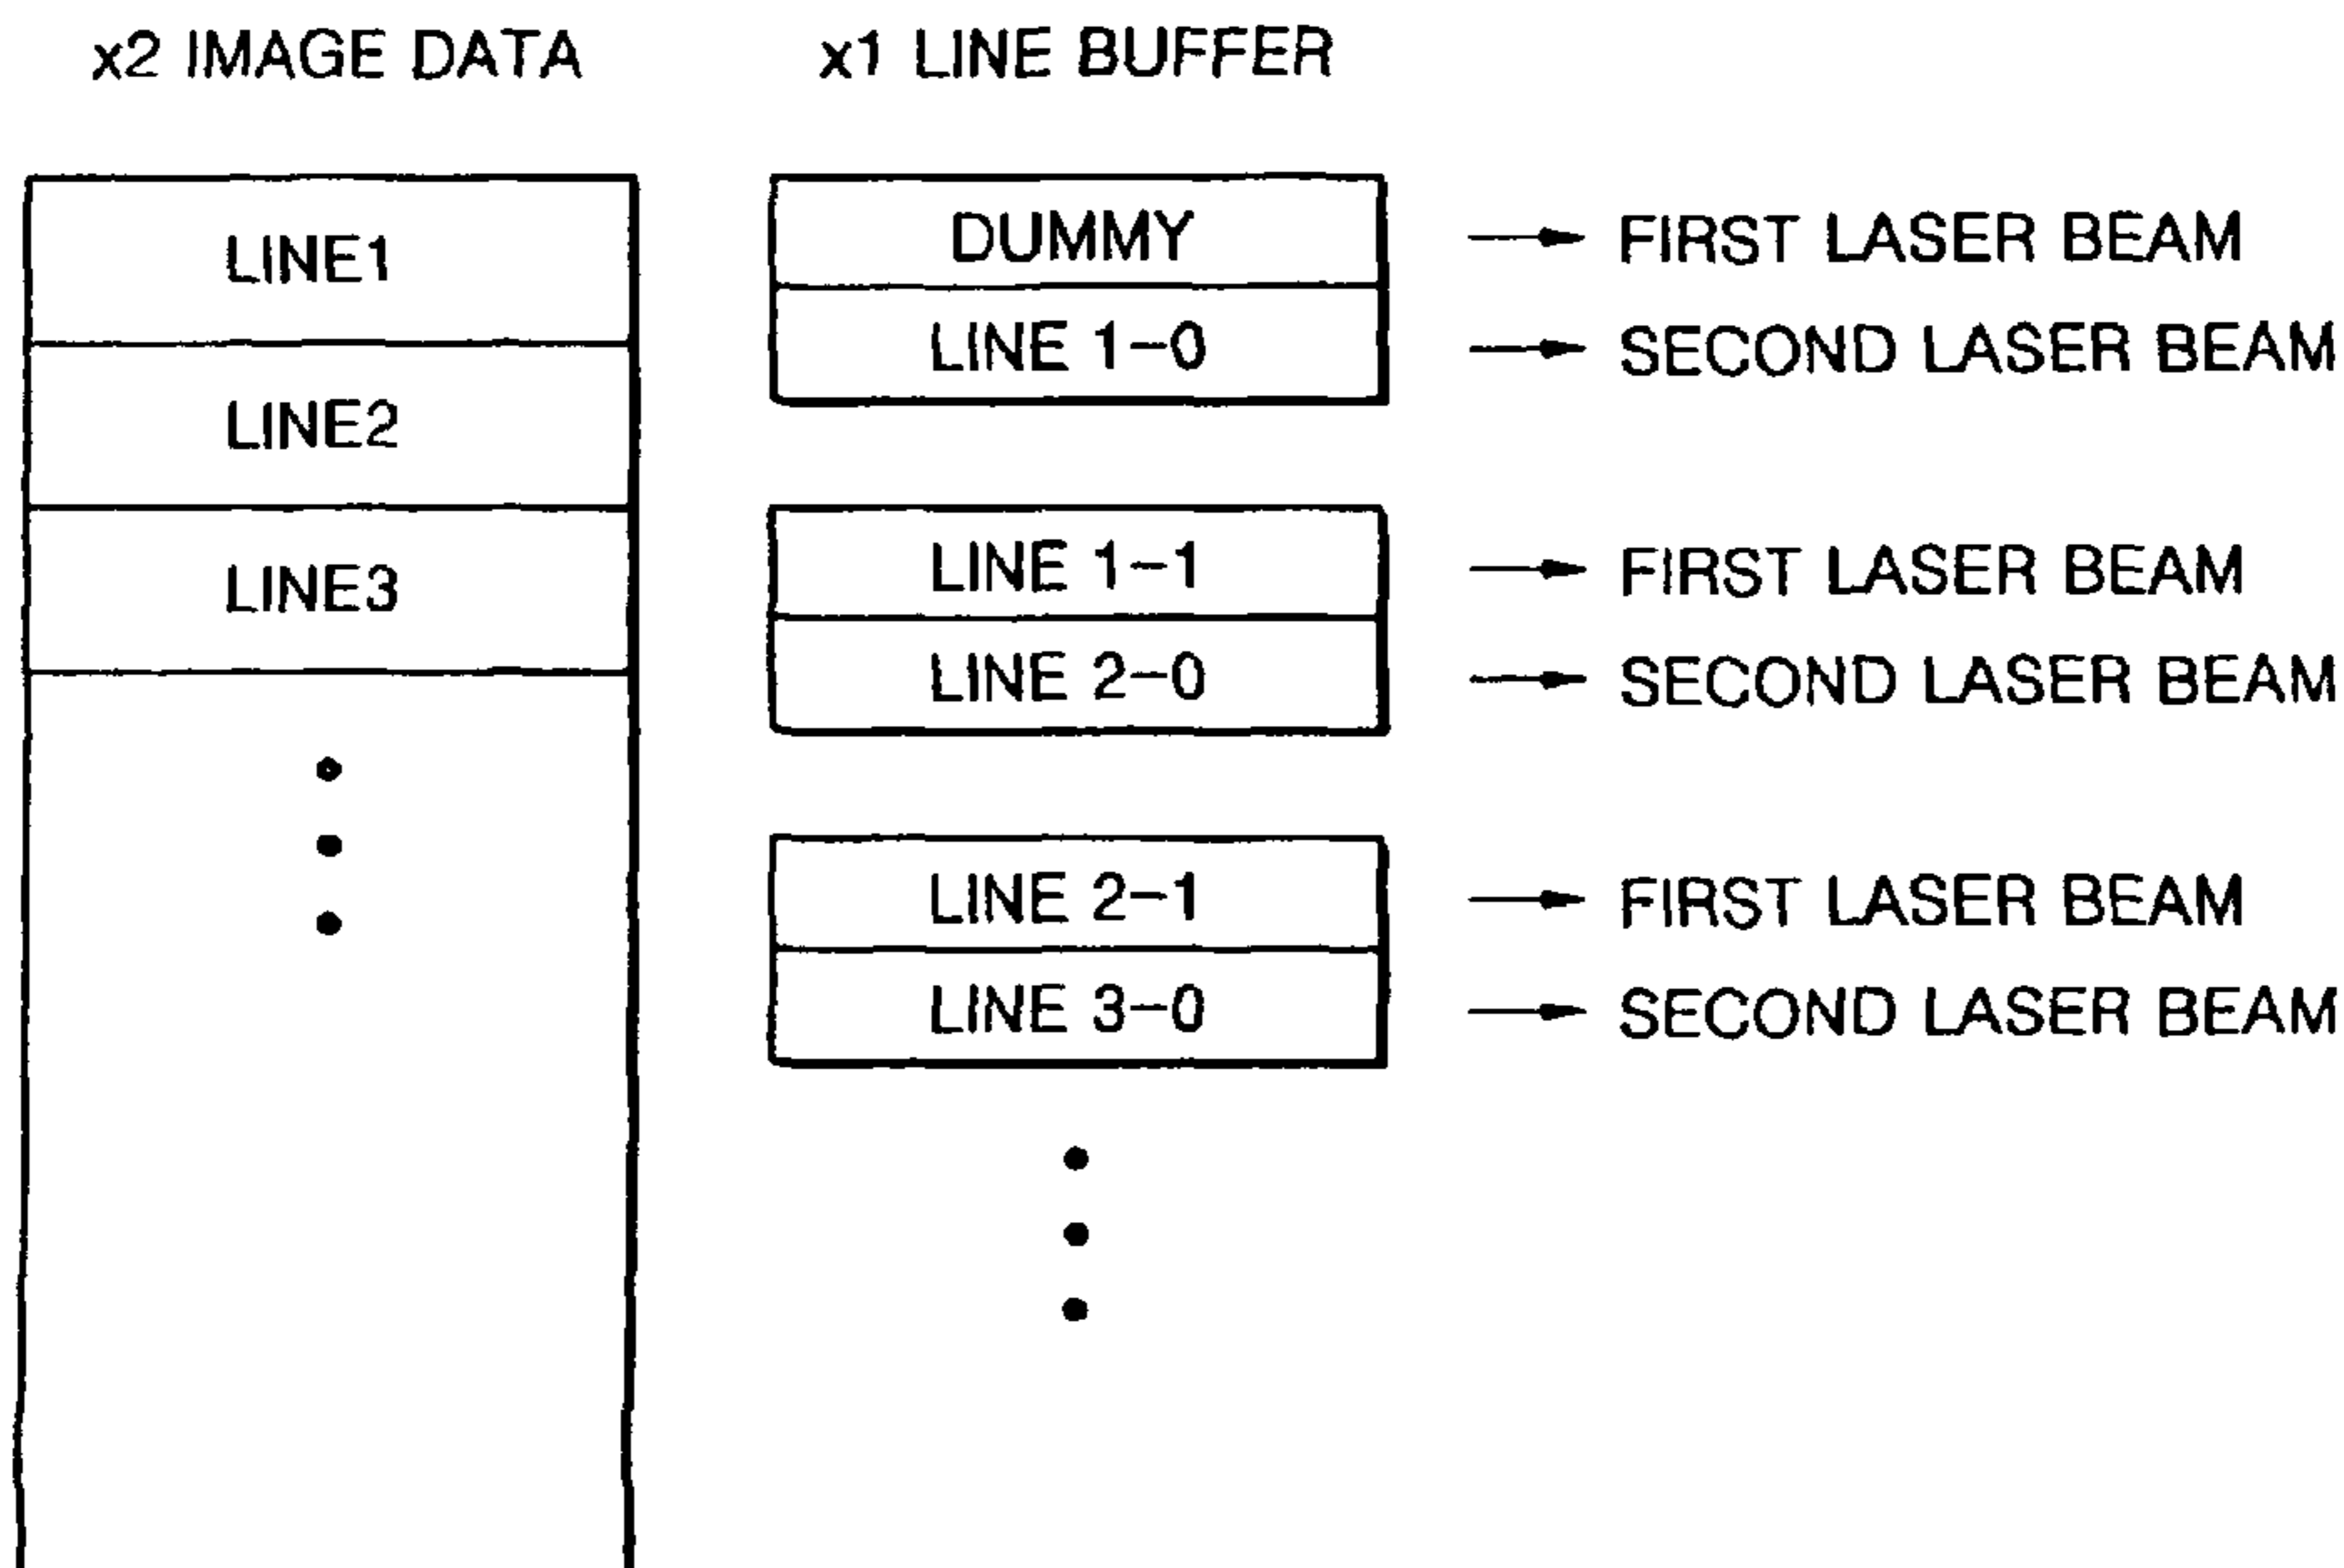 x2 IMAGE DATA
x1 LINE BUFFER
LINE1
LINE2
LINE3
DUMMY → FIRST LASER BEAM
LINE 1-0 → SECOND LASER BEAM
LINE 1-1 → FIRST LASER BEAM
LINE 2-0 → SECOND LASER BEAM
LINE 2-1 → FIRST LASER BEAM
LINE 3-0 → SECOND LASER BEAM